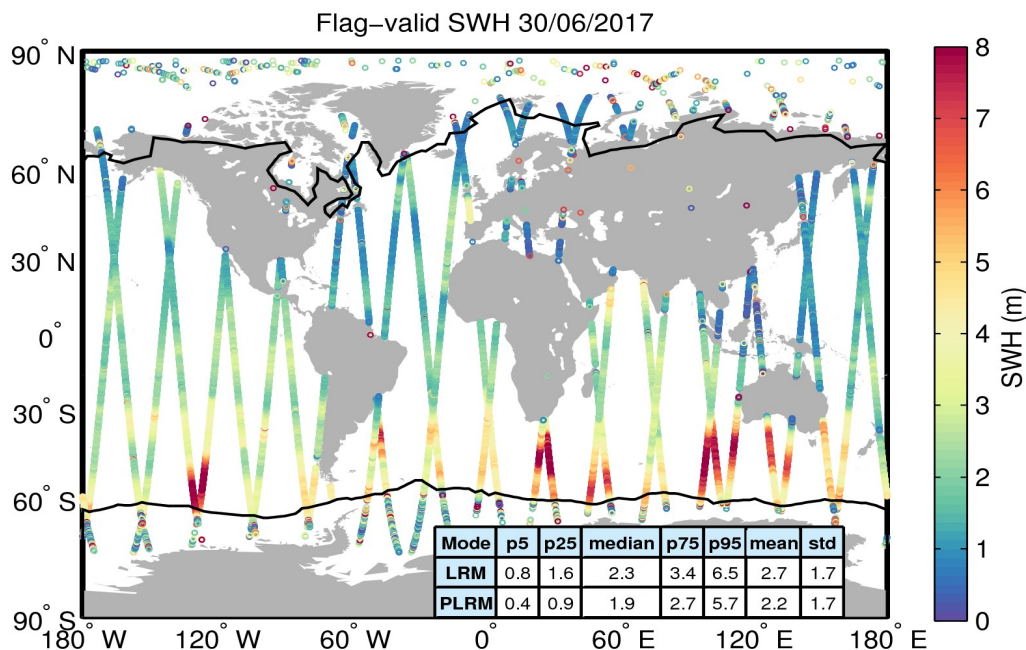 Flag−valid SWH 30/06/2017
90° N
60° N
30° N
0°
30° S
60° S
90° S
180° W
120° W
60° W
0°
60° E
120° E
180° E
8
7
6
5
4
3
2
1
0
SWH (m)
Mode p5 p25 median p75 p95 mean std
LRM 0.8 1.6 2.3 3.4 6.5 2.7 1.7
PLRM 0.4 0.9 1.9 2.7 5.7 2.2 1.7